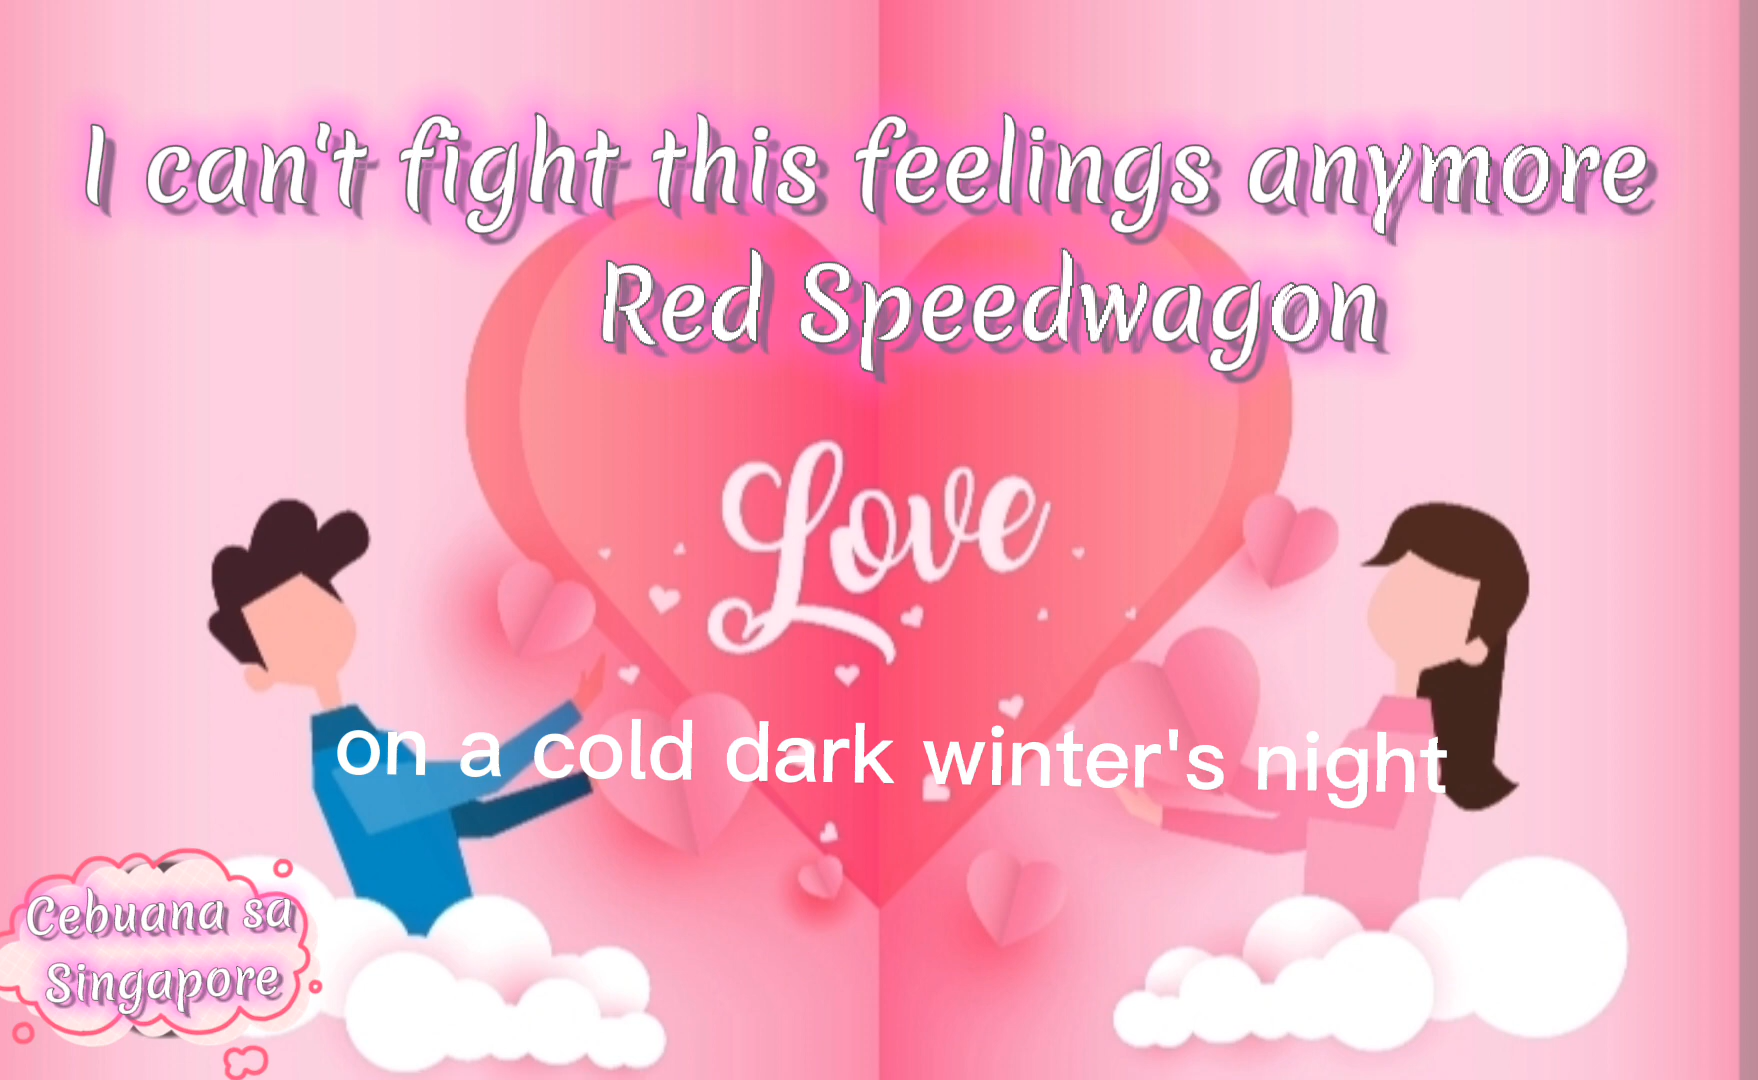 I can't fight this feelings anymore
Red Speedwagon
Love
on a cold dark winter's night
Cebuana sa
Singapore